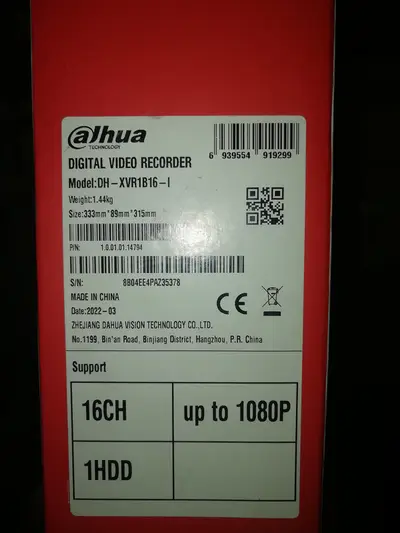 alhua
TECHNOLOGY
6 939554 919299
DIGITAL VIDEO RECORDER
Model:DH-XVR1B16-I
Weight:1.44kg
Size:333mm*89mm*315mm
P/N: 1.0.01.01.14794
S/N: 8B04EE4PAZ35378
MADE IN CHINA
Date:2022-03
CE
ZHEJIANG DAHUA VISION TECHNOLOGY CO.,LTD.
No.1199, Bin'an Road, Binjiang District, Hangzhou, P.R. China
Support
16CH up to 1080P
1HDD